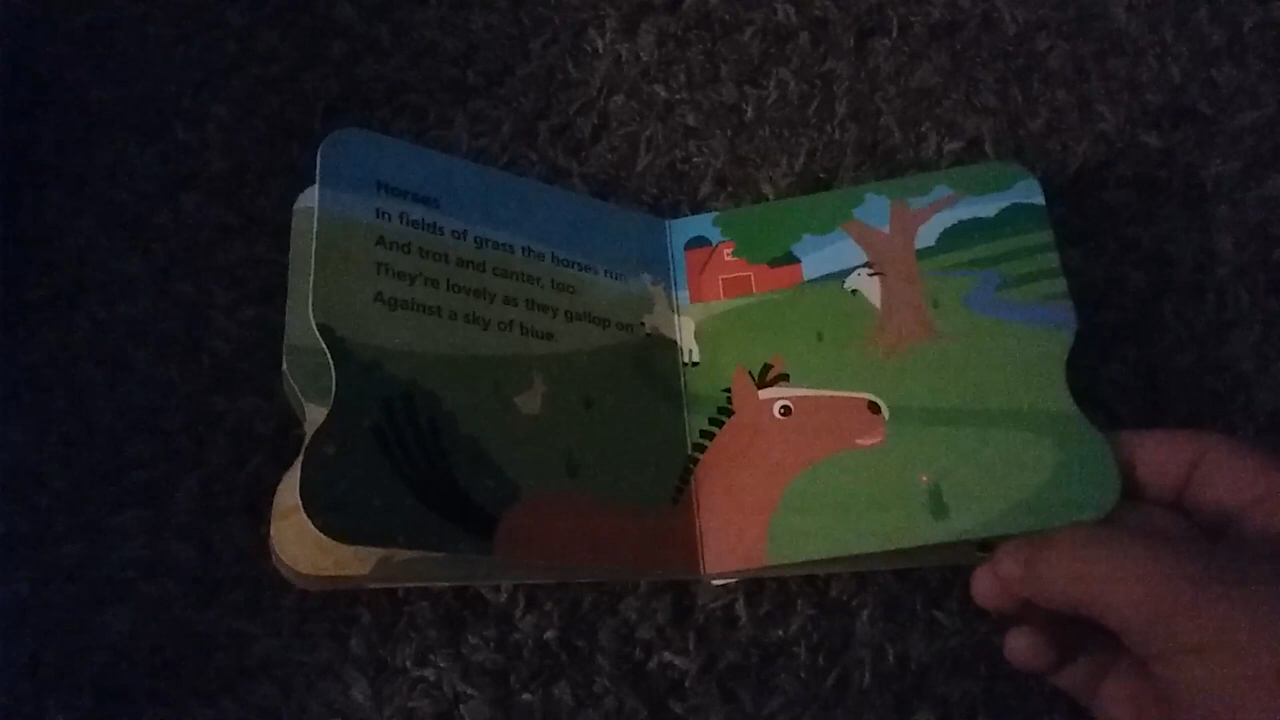 Horses
In fields of grass the horses run
And trot and canter, too.
They're lovely as they gallop on
Against a sky of blue.